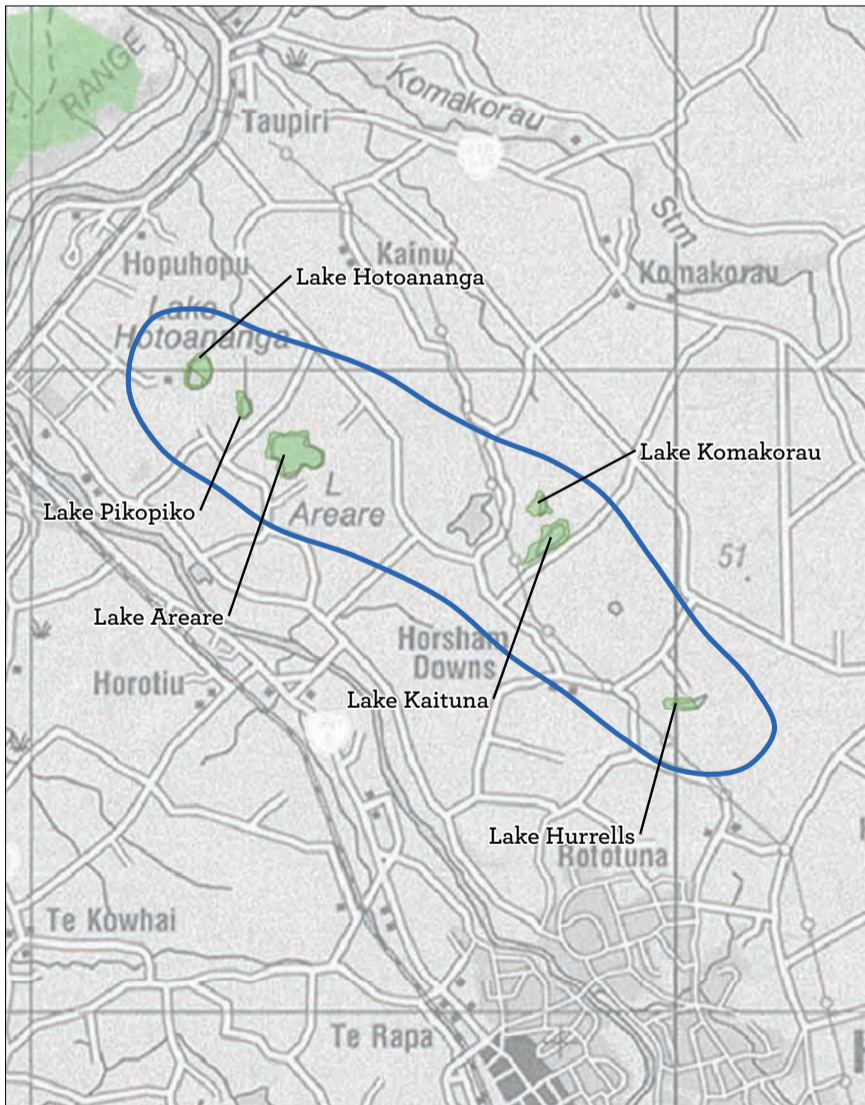 RANGE
Taupiri
Komakorau
Stm
Kainui
Hopuhopu
Komakorau
Lake Hotoananga
Lake
Hotoananga
Lake Komakorau
Lake Pikopiko
L
Areare
51
Lake Areare
Horsham
Downs
Horotiu
Lake Kaituna
Lake Hurrells
Rototuna
Te Kowhai
Te Rapa